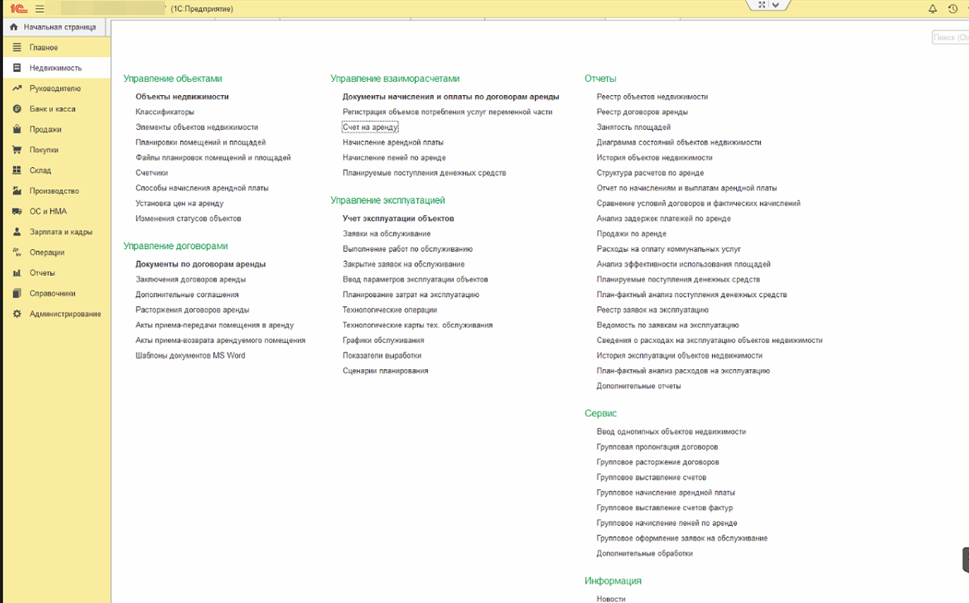 1С
(1С:Предприятие)
Начальная страница
Поиск (Ctr
Главное
Недвижимость
Руководителю
Банк и касса
Продажи
Покупки
Склад
Производство
ОС и НМА
Зарплата и кадры
Операции
Отчеты
Справочники
Администрирование
Управление объектами
Объекты недвижимости
Классификаторы
Элементы объектов недвижимости
Планировки помещений и площадей
Файлы планировок помещений и площадей
Счетчики
Способы начисления арендной платы
Установка цен на аренду
Изменения статусов объектов
Управление договорами
Документы по договорам аренды
Заключения договоров аренды
Дополнительные соглашения
Расторжения договоров аренды
Акты приема-передачи помещения в аренду
Акты приема-возврата арендуемого помещения
Шаблоны документов MS Word
Управление взаиморасчетами
Документы начисления и оплаты по договорам аренды
Регистрация объемов потребления услуг переменной части
Счет на аренду
Начисление арендной платы
Начисление пеней по аренде
Планируемые поступления денежных средств
Управление эксплуатацией
Учет эксплуатации объектов
Заявки на обслуживание
Выполнение работ по обслуживанию
Закрытие заявок на обслуживание
Ввод параметров эксплуатации объектов
Планирование затрат на эксплуатацию
Технологические операции
Технологические карты тех. обслуживания
Графики обслуживания
Показатели выработки
Сценарии планирования
Отчеты
Реестр объектов недвижимости
Реестр договоров аренды
Занятость площадей
Диаграмма состояний объектов недвижимости
История объектов недвижимости
Структура расчетов по аренде
Отчет по начислениям и выплатам арендной платы
Сравнение условий договоров и фактических начислений
Анализ задержек платежей по аренде
Продажи по аренде
Расходы на оплату коммунальных услуг
Анализ эффективности использования площадей
Планируемые поступления денежных средств
План-фактный анализ поступления денежных средств
Реестр заявок на эксплуатацию
Ведомость по заявкам на эксплуатацию
Сведения о расходах на эксплуатацию объектов недвижимости
История эксплуатации объектов недвижимости
План-фактный анализ расходов на эксплуатацию
Дополнительные отчеты
Сервис
Ввод однотипных объектов недвижимости
Групповая пролонгация договоров
Групповое расторжение договоров
Групповое выставление счетов
Групповое начисление арендной платы
Групповое выставление счетов фактур
Групповое начисление пеней по аренде
Групповое оформление заявок на обслуживание
Дополнительные обработки
Информация
Новости